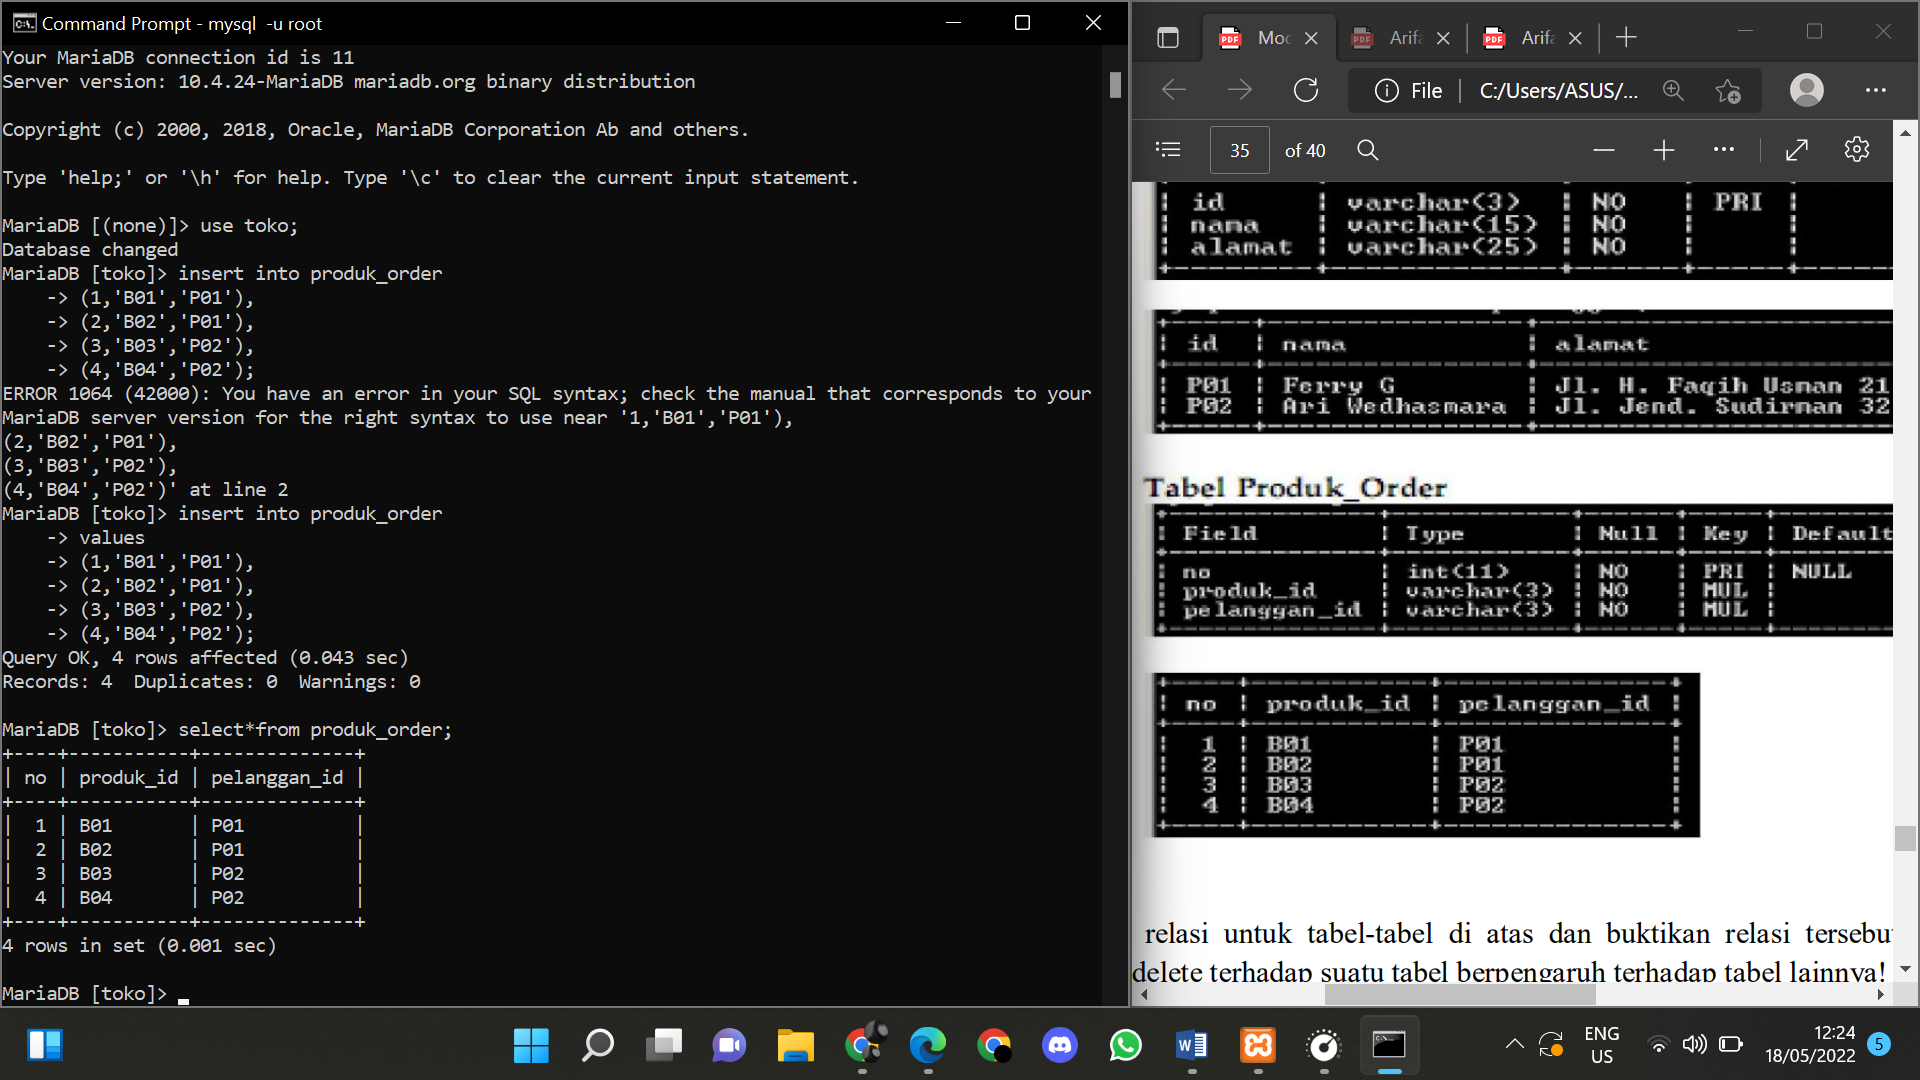 Command Prompt - mysql  -u root
Your MariaDB connection id is 11
Server version: 10.4.24-MariaDB mariadb.org binary distribution
Copyright (c) 2000, 2018, Oracle, MariaDB Corporation Ab and others.
Type 'help;' or '\h' for help. Type '\c' to clear the current input statement.
MariaDB [(none)]> use toko;
Database changed
MariaDB [toko]> insert into produk_order
    -> (1,'B01','P01'),
    -> (2,'B02','P01'),
    -> (3,'B03','P02'),
    -> (4,'B04','P02');
ERROR 1064 (42000): You have an error in your SQL syntax; check the manual that corresponds to your
MariaDB server version for the right syntax to use near '1,'B01','P01'),
(2,'B02','P01'),
(3,'B03','P02'),
(4,'B04','P02')' at line 2
MariaDB [toko]> insert into produk_order
    -> values
    -> (1,'B01','P01'),
    -> (2,'B02','P01'),
    -> (3,'B03','P02'),
    -> (4,'B04','P02');
Query OK, 4 rows affected (0.043 sec)
Records: 4  Duplicates: 0  Warnings: 0
MariaDB [toko]> select*from produk_order;
+----+-----------+--------------+
| no | produk_id | pelanggan_id |
+----+-----------+--------------+
|  1 | B01       | P01          |
|  2 | B02       | P01          |
|  3 | B03       | P02          |
|  4 | B04       | P02          |
+----+-----------+--------------+
4 rows in set (0.001 sec)
MariaDB [toko]>
PDF Moc PDF Arifa PDF Arifa
File | C:/Users/ASUS/...
35 of 40
| id | varchar(3) | NO | PRI |
| nama | varchar(15) | NO | |
| alamat | varchar(25) | NO | |
| id | nama | alamat
| P01 | Ferry G | Jl. H. Faqih Usman 21
| P02 | Ari Wedhasmara | Jl. Jend. Sudirman 32
Tabel Produk_Order
| Field | Type | Null | Key | Default
| no | int(11) | NO | PRI | NULL
| produk_id | varchar(3) | NO | MUL |
| pelanggan_id | varchar(3) | NO | MUL |
| no | produk_id | pelanggan_id |
| 1 | B01 | P01 |
| 2 | B02 | P01 |
| 3 | B03 | P02 |
| 4 | B04 | P02 |
relasi untuk tabel-tabel di atas dan buktikan relasi tersebu
delete terhadap suatu tabel berpengaruh terhadap tabel lainnya!
ENG
US
12:24
18/05/2022
5